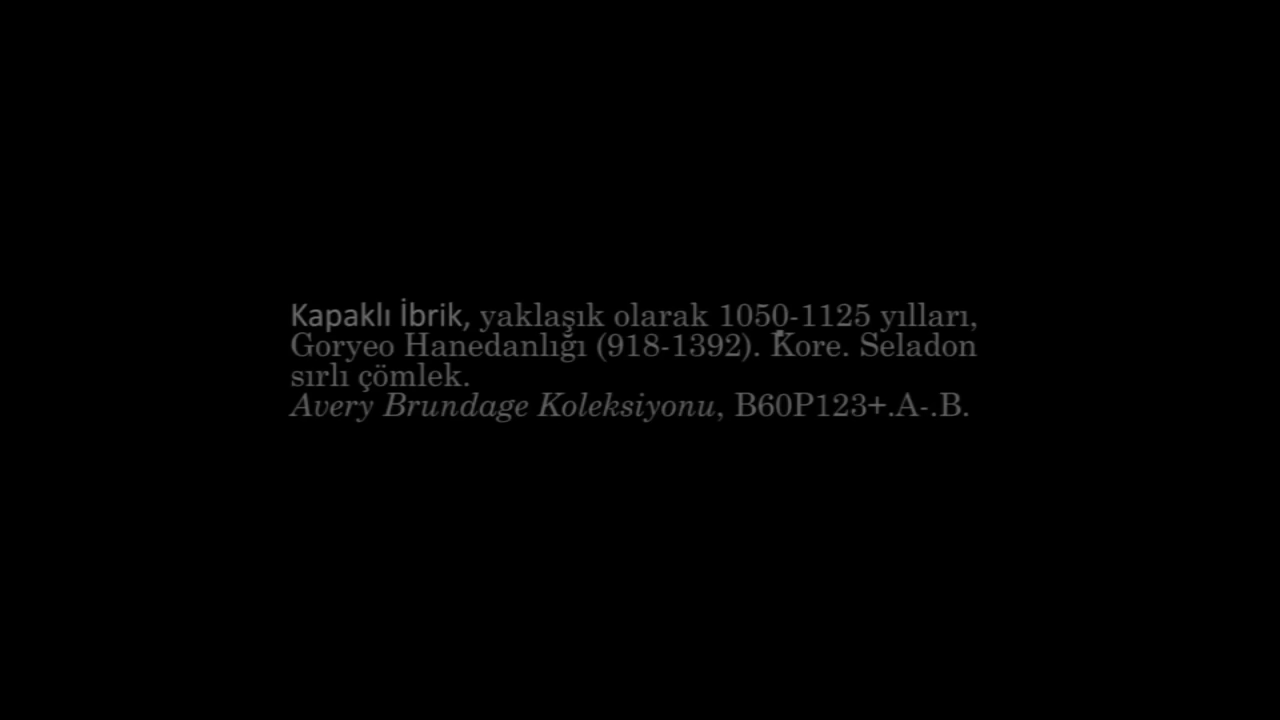 Kapaklı İbrik, yaklaşık olarak 1050-1125 yılları,
Goryeo Hanedanlığı (918-1392). Kore. Seladon
sırlı çömlek.
Avery Brundage Koleksiyonu, B60P123+.A-.B.